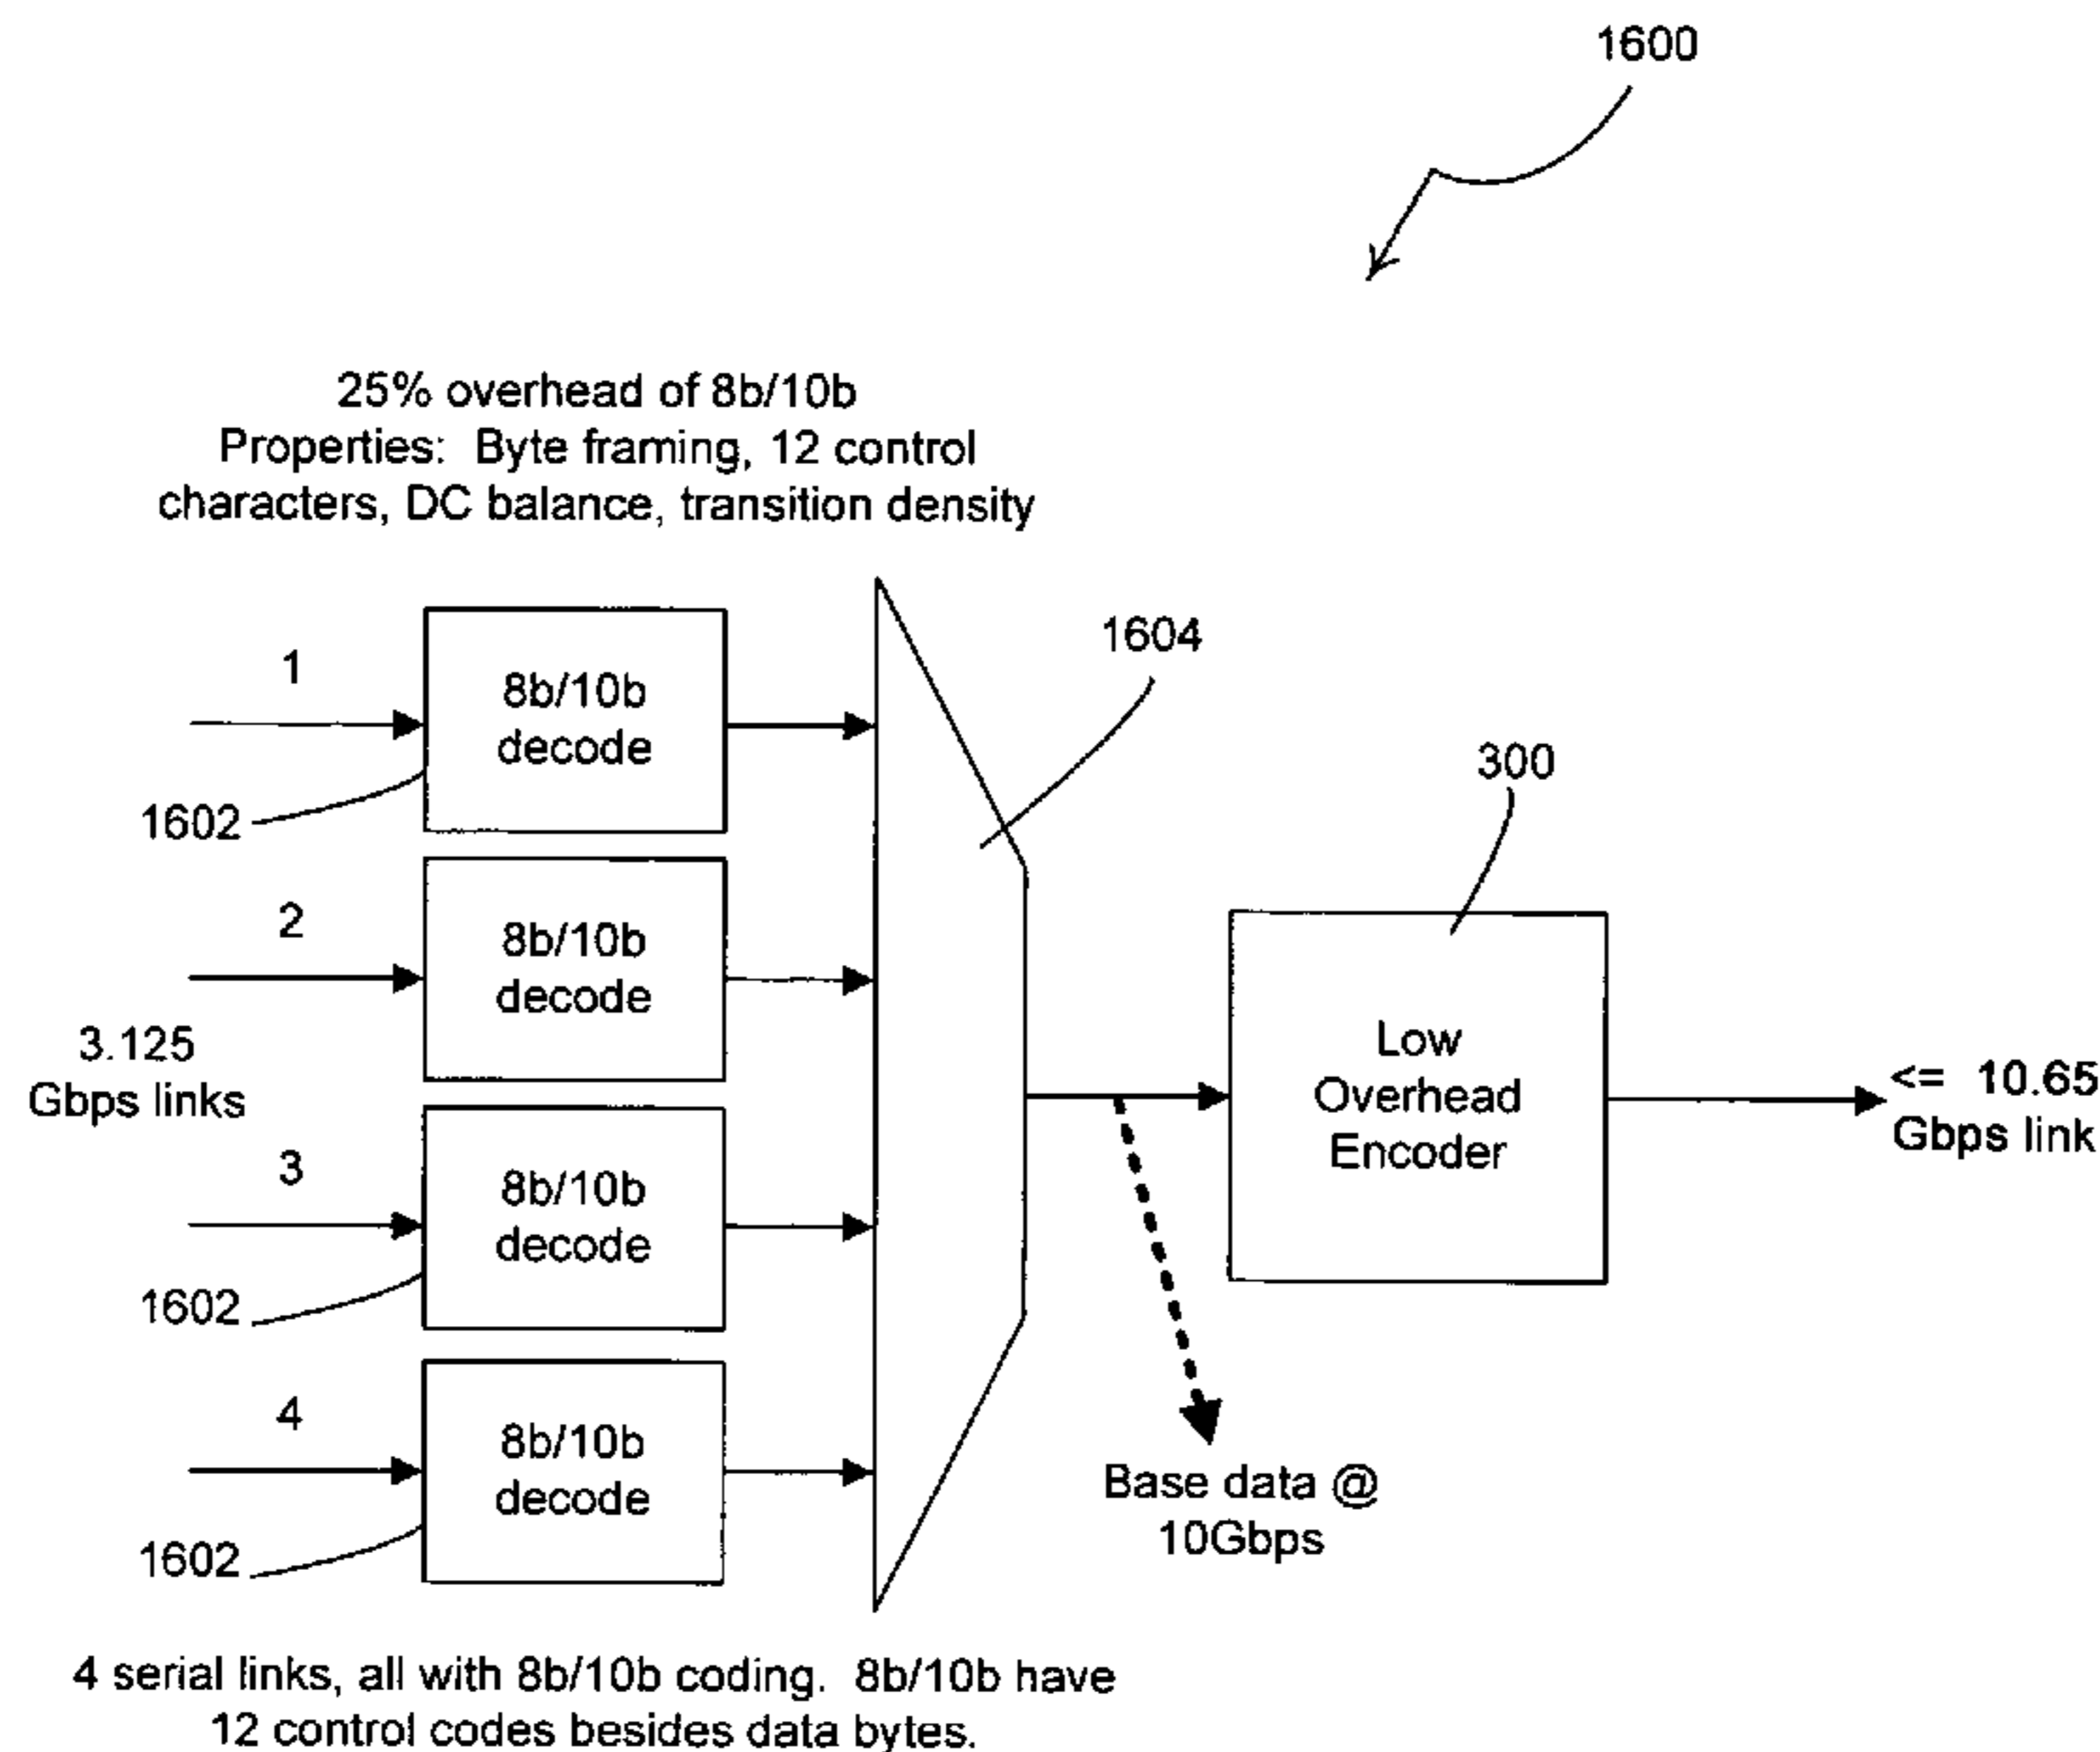 1600
25% overhead of 8b/10b
Properties: Byte framing, 12 control
characters, DC balance, transition density
1604
1
8b/10b
decode
1602
300
2
8b/10b
decode
3.125
Gbps links
Low
Overhead
Encoder
<= 10.65
Gbps link
3
8b/10b
decode
1602
4
8b/10b
decode
1602
Base data @
10Gbps
4 serial links, all with 8b/10b coding. 8b/10b have
12 control codes besides data bytes.